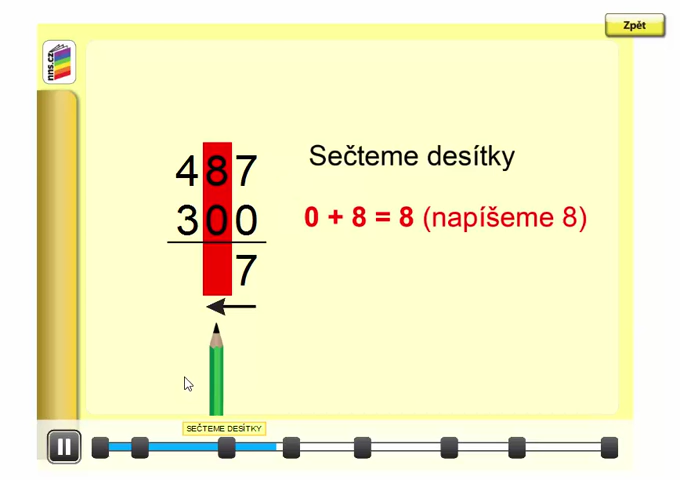 Zpět
nns.cz
487
Sečteme desítky
300
0 + 8 = 8 (napíšeme 8)
7
SEČTEME DESÍTKY